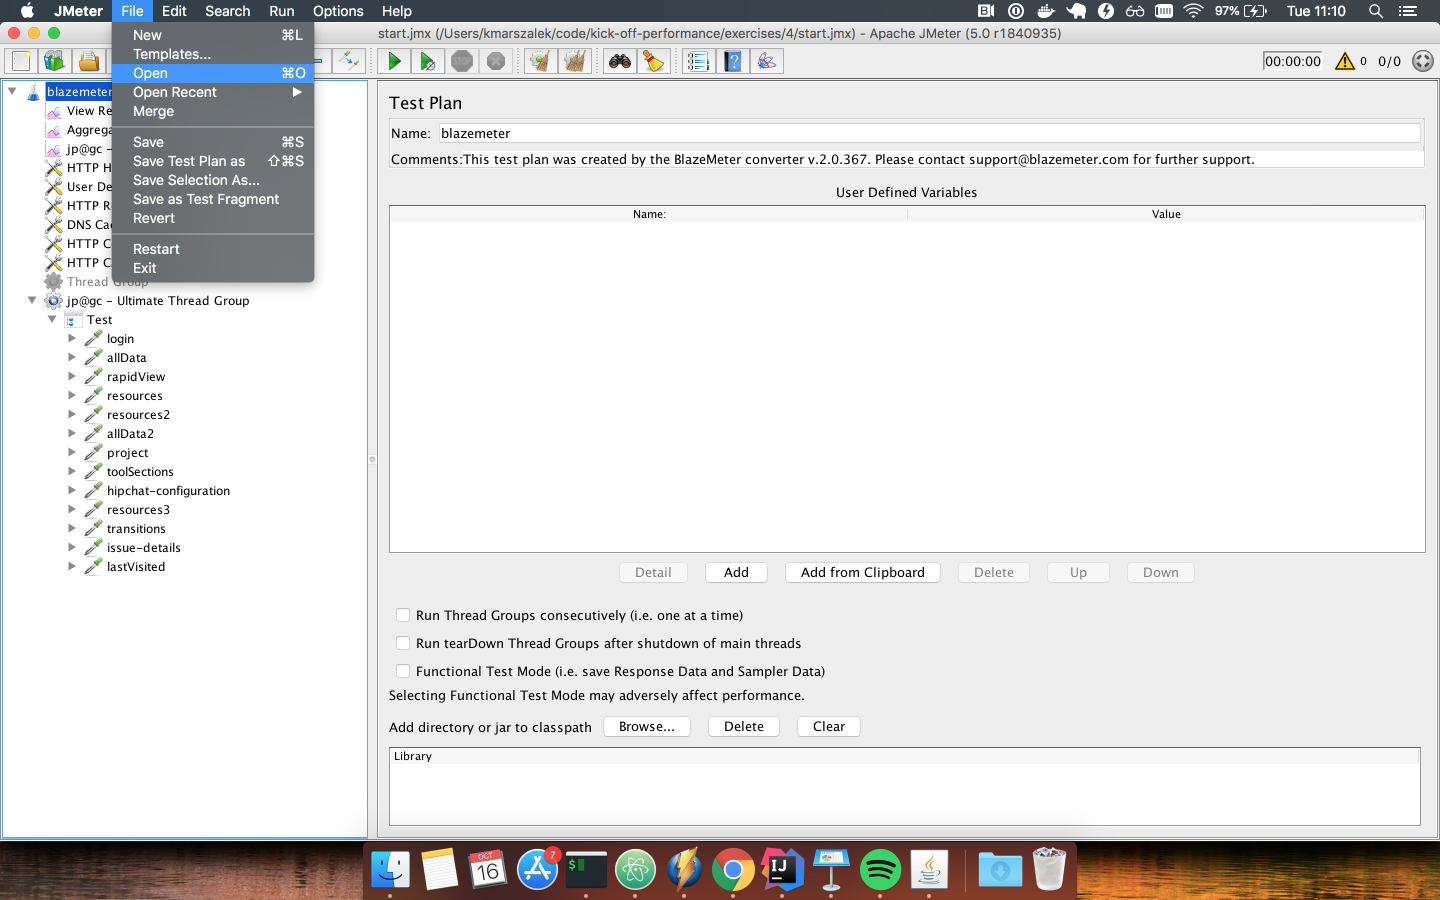 JMeter File Edit Search Run Options Help 97% Tue 11:10
start.jmx (/Users/kmarszalek/code/kick-off-performance/exercises/4/start.jmx) - Apache JMeter (5.0 r1840935)
New ⌘L
Templates...
Open ⌘O
Open Recent ▶
Merge
Save ⌘S
Save Test Plan as ⇧⌘S
Save Selection As...
Save as Test Fragment
Revert
Restart
Exit
00:00:00 0 0/0
blazemeter
View Re
Aggrega
jp@gc -
HTTP H
User De
HTTP R
DNS Cac
HTTP C
HTTP C
Thread Group
jp@gc - Ultimate Thread Group
Test
login
allData
rapidView
resources
resources2
allData2
project
toolSections
hipchat-configuration
resources3
transitions
issue-details
lastVisited
Test Plan
Name: blazemeter
Comments: This test plan was created by the BlazeMeter converter v.2.0.367. Please contact support@blazemeter.com for further support.
User Defined Variables
Name: Value
Detail Add Add from Clipboard Delete Up Down
Run Thread Groups consecutively (i.e. one at a time)
Run tearDown Thread Groups after shutdown of main threads
Functional Test Mode (i.e. save Response Data and Sampler Data)
Selecting Functional Test Mode may adversely affect performance.
Add directory or jar to classpath Browse... Delete Clear
Library
OCT
16
7
$
IJ